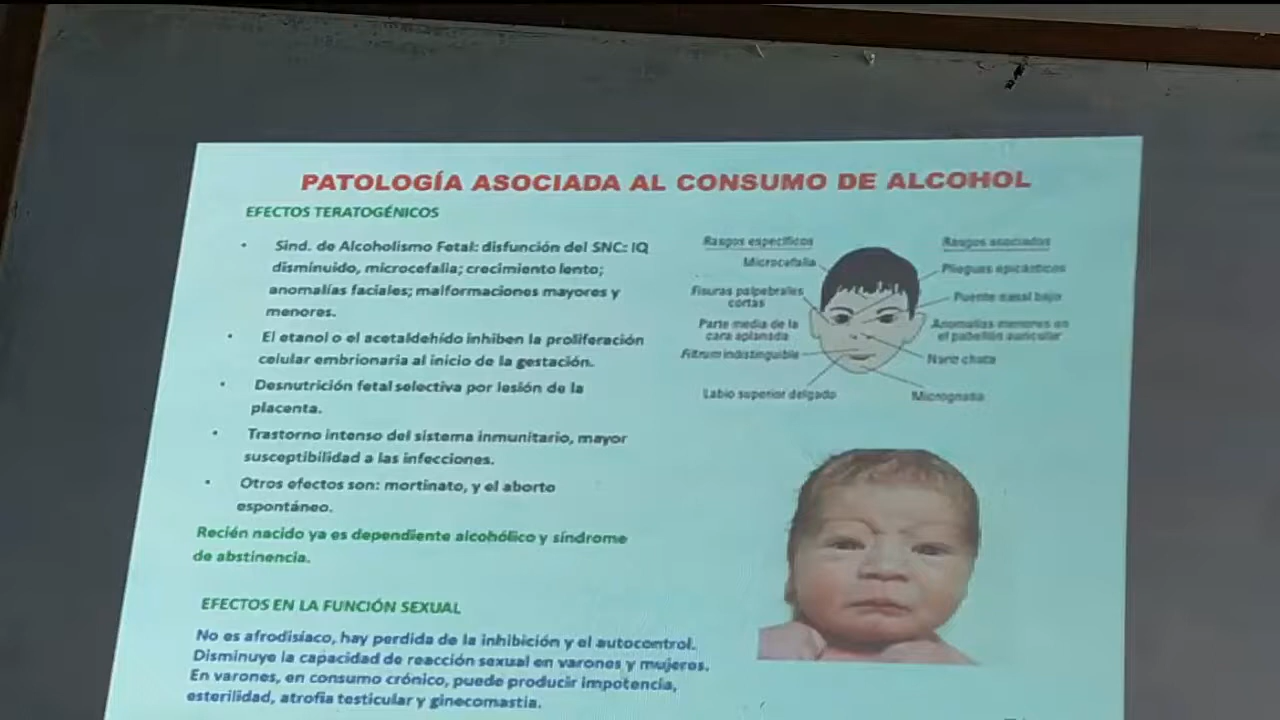 PATOLOGÍA ASOCIADA AL CONSUMO DE ALCOHOL
EFECTOS TERATOGÉNICOS
• Sind. de Alcoholismo Fetal: disfunción del SNC: IQ
disminuido, microcefalia; crecimiento lento;
anomalías faciales; malformaciones mayores y
menores.
• El etanol o el acetaldehído inhiben la proliferación
celular embrionaria al inicio de la gestación.
• Desnutrición fetal selectiva por lesión de la
placenta.
• Trastorno intenso del sistema inmunitario, mayor
susceptibilidad a las infecciones.
• Otros efectos son: mortinato, y el aborto
espontáneo.
Recién nacido ya es dependiente alcohólico y síndrome
de abstinencia.
EFECTOS EN LA FUNCIÓN SEXUAL
No es afrodisiaco, hay perdida de la inhibición y el autocontrol.
Disminuye la capacidad de reacción sexual en varones y mujeres.
En varones, en consumo crónico, puede producir impotencia,
esterilidad, atrofia testicular y ginecomastia.
Rasgos específicos
Microcefalia
Fisuras palpebrales
cortas
Parte media de la
cara aplanada
Filtrum indistinguible
Labio superior delgado
Rasgos asociados
Pliegues epicánticos
Puente nasal bajo
Anomalías menores en
el pabellón auricular
Nariz chata
Micrognatia